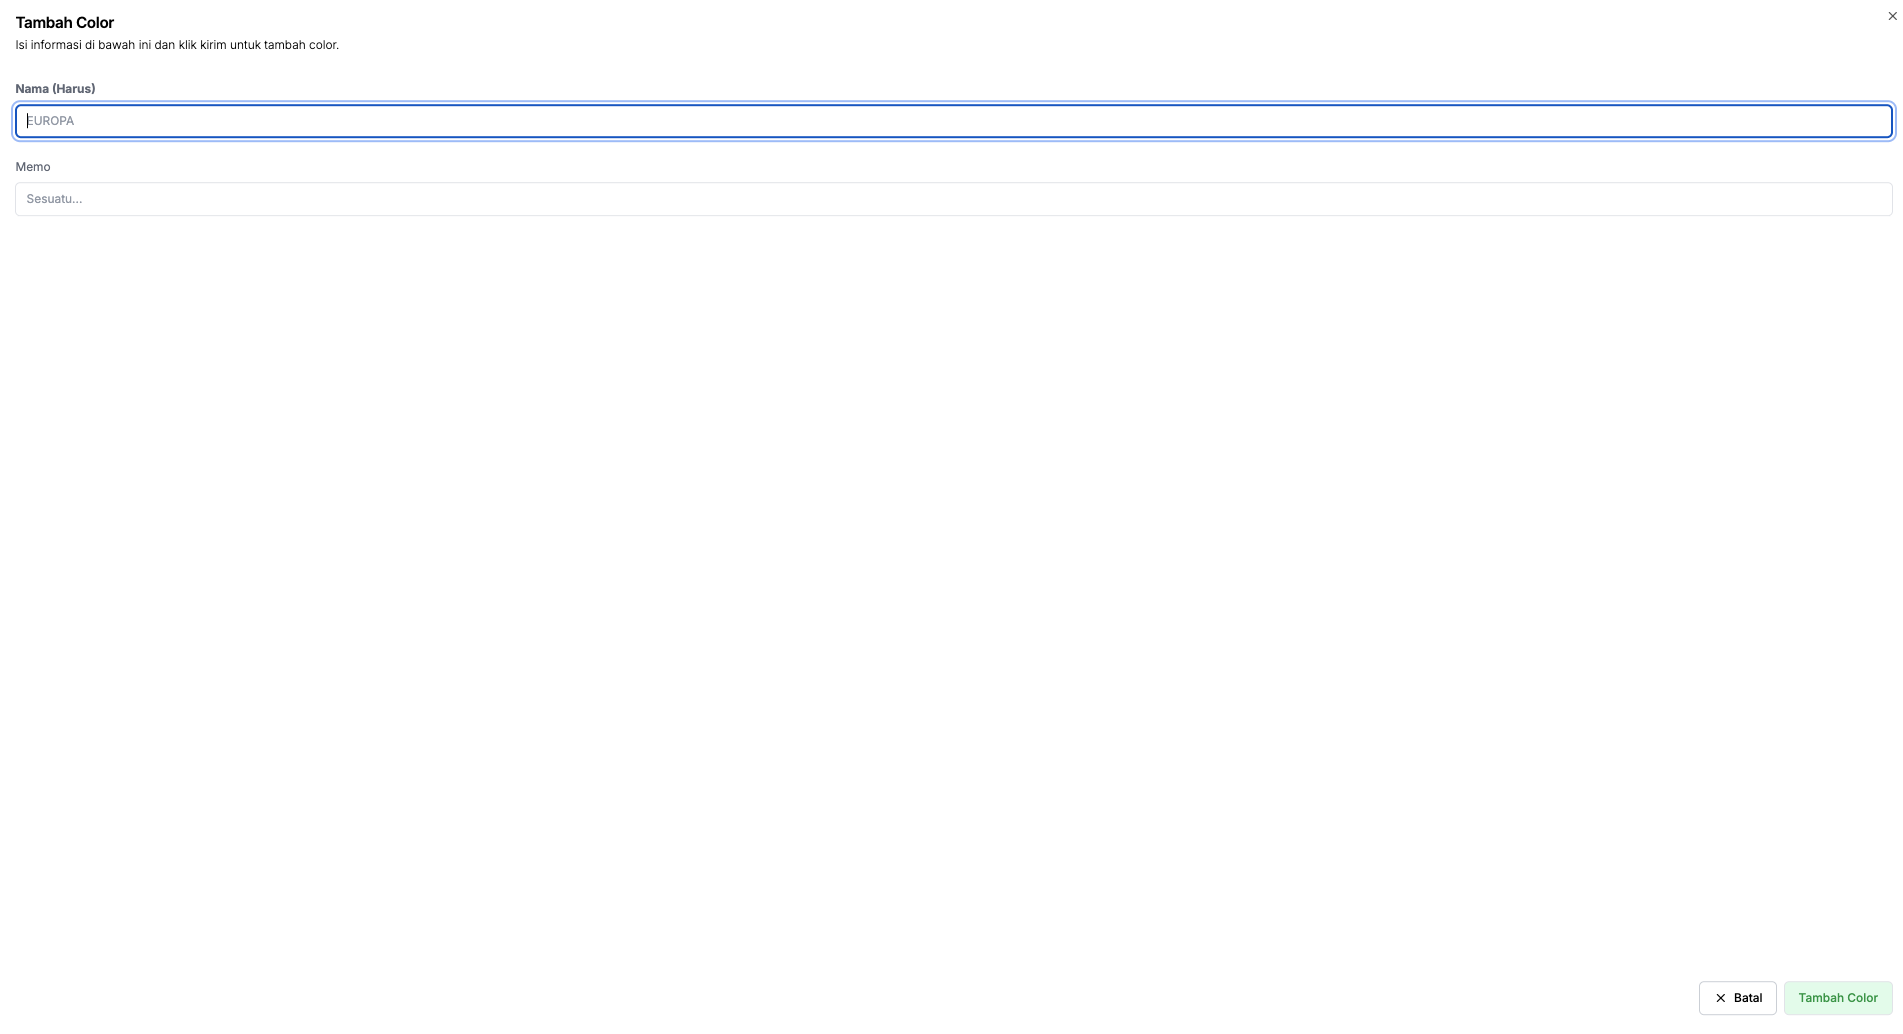 Tambah Color
Isi informasi di bawah ini dan klik kirim untuk tambah color.
Nama (Harus)
EUROPA
Memo
Sesuatu...
Batal
Tambah Color